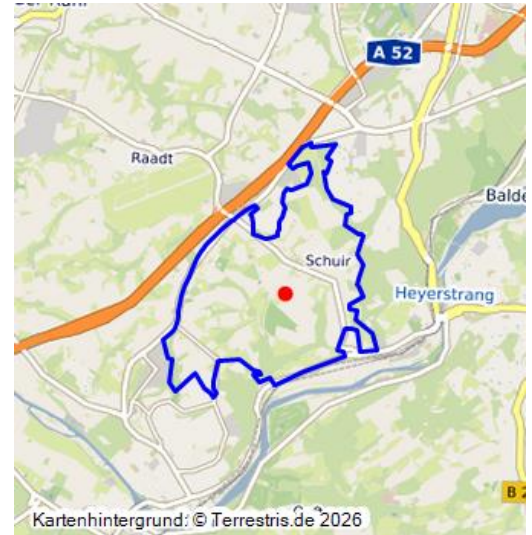 A 52
Raadt
Balde
Schuir
Heyerstrang
B 2
Kartenhintergrund: © Terrestris.de 2026